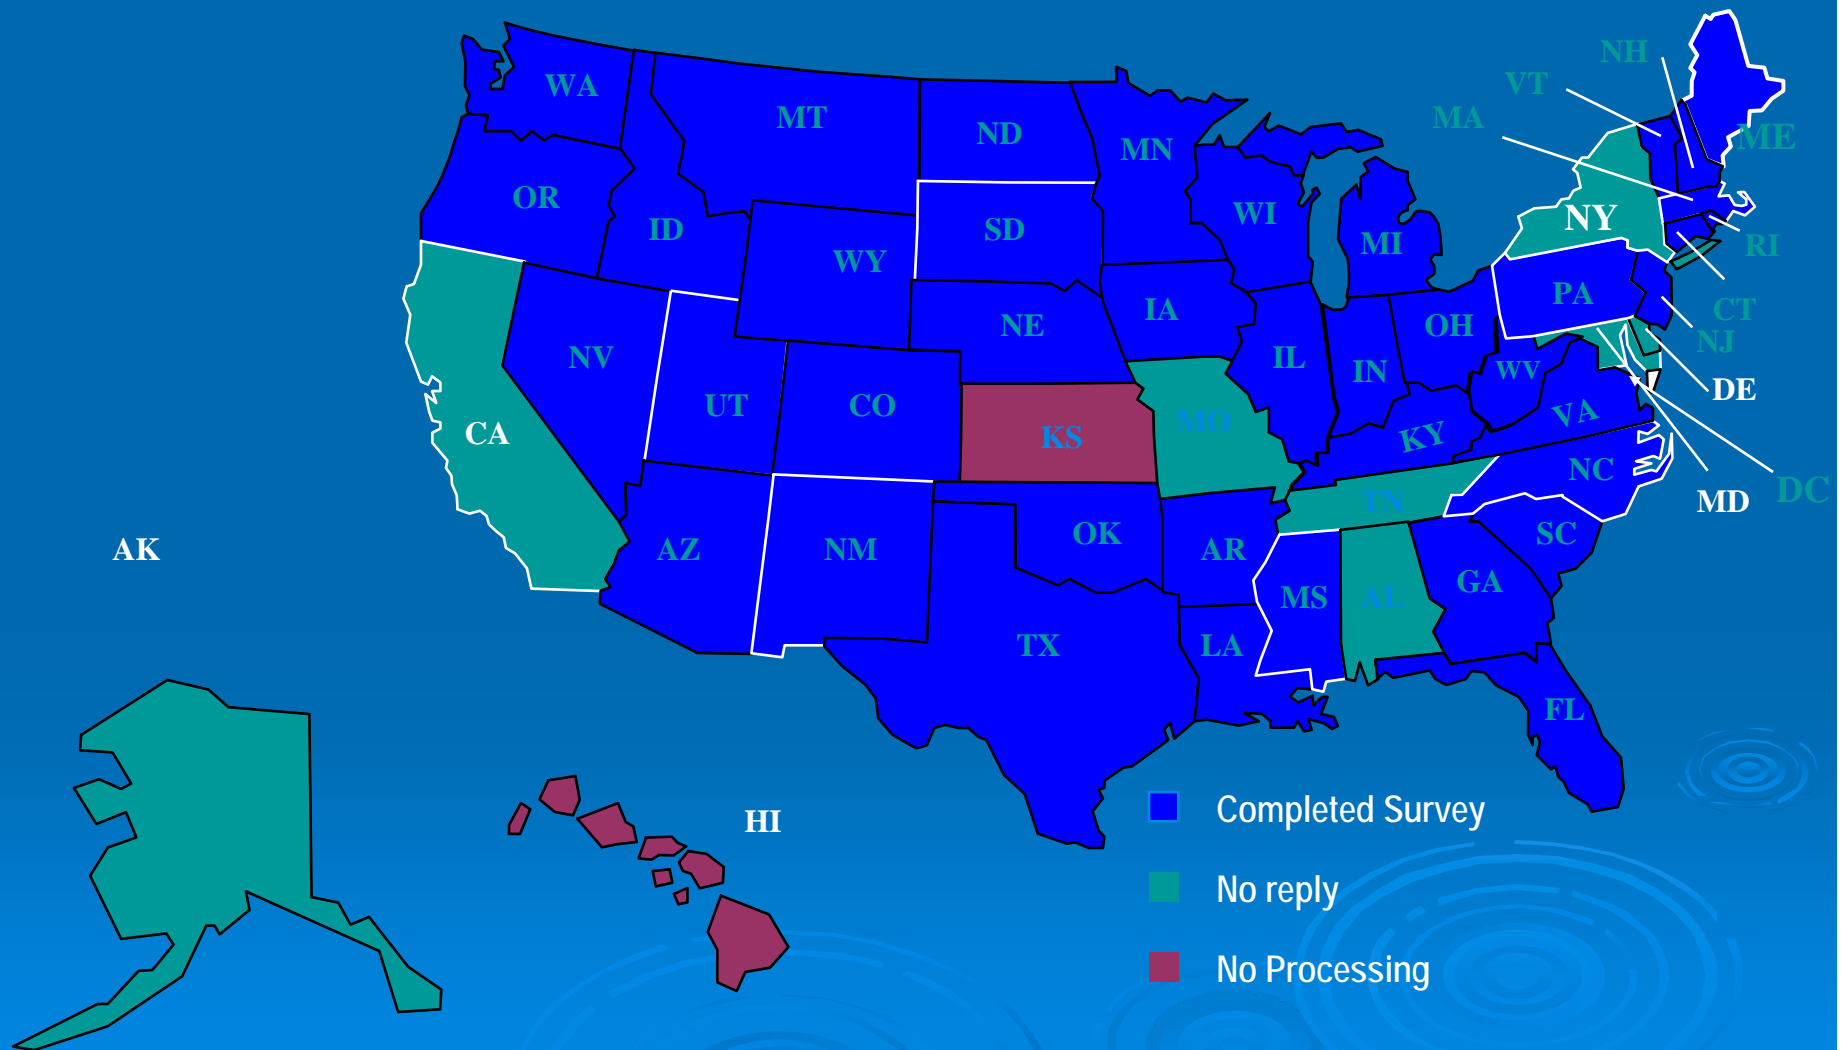 NH
VT
WA
MT
MA
ND
ME
MN
OR
WI
NY
ID
SD
MI
RI
WY
PA
IA
CT
NE
OH
NJ
NV
IL
IN
WV
DE
UT
CO
VA
MO
CA
KS
KY
NC
DC
TN
MD
AK
AZ
NM
OK
AR
SC
GA
MS
AL
TX
LA
FL
HI
Completed Survey
No reply
No Processing